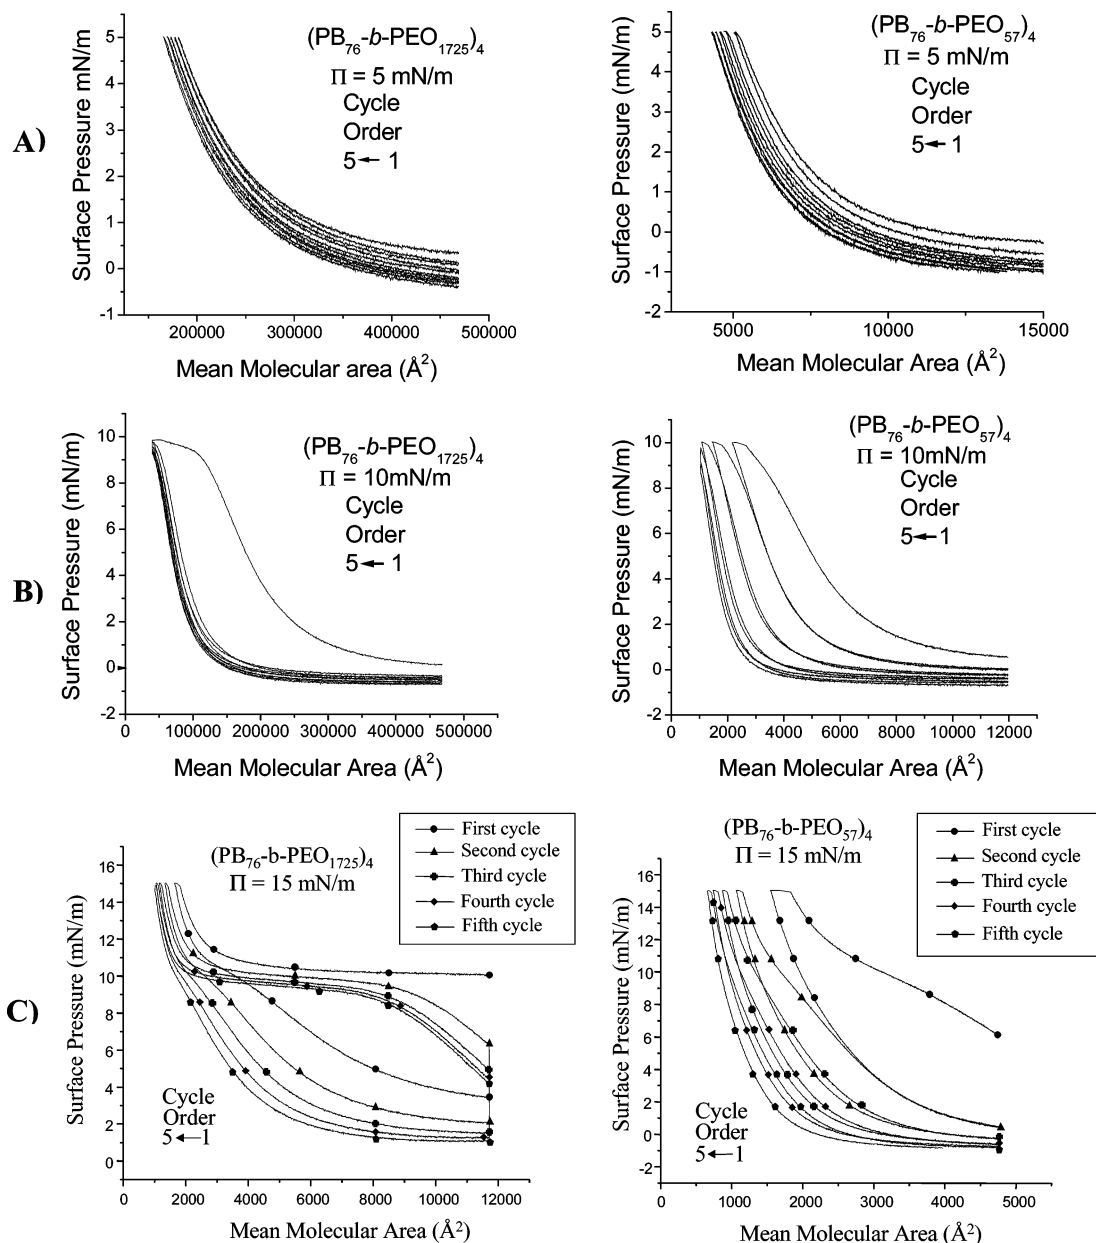 A)
Surface Pressure mN/m
5
4
3
2
1
0
-1
200000 300000 400000 500000
Mean Molecular area (Å²)
(PB₇₆-b-PEO₁₇₂₅)₄
Π = 5 mN/m
Cycle
Order
5←1
Surface Pressure (mN/m)
5
4
3
2
1
0
-1
-2
5000 10000 15000
Mean Molecular Area (Å²)
(PB₇₆-b-PEO₅₇)₄
Π = 5 mN/m
Cycle
Order
5←1
B)
Surface Pressure (mN/m)
10
8
6
4
2
0
-2
0 100000 200000 300000 400000 500000
Mean Molecular Area (Å²)
(PB₇₆-b-PEO₁₇₂₅)₄
Π = 10mN/m
Cycle
Order
5←1
Surface Pressure (mN/m)
10
8
6
4
2
0
-2
0 2000 4000 6000 8000 10000 12000
Mean Molecular Area (Å²)
(PB₇₆-b-PEO₅₇)₄
Π = 10mN/m
Cycle
Order
5←1
C)
Surface Pressure (mN/m)
16
14
12
10
8
6
4
2
0
0 2000 4000 6000 8000 10000 12000
Mean Molecular Area (Å²)
(PB₇₆-b-PEO₁₇₂₅)₄
Π = 15 mN/m
First cycle
Second cycle
Third cycle
Fourth cycle
Fifth cycle
Cycle
Order
5←1
Surface Pressure (mN/m)
16
14
12
10
8
6
4
2
0
-2
0 1000 2000 3000 4000 5000
Mean Molecular Area (Å²)
(PB₇₆-b-PEO₅₇)₄
Π = 15 mN/m
First cycle
Second cycle
Third cycle
Fourth cycle
Fifth cycle
Cycle
Order
5←1